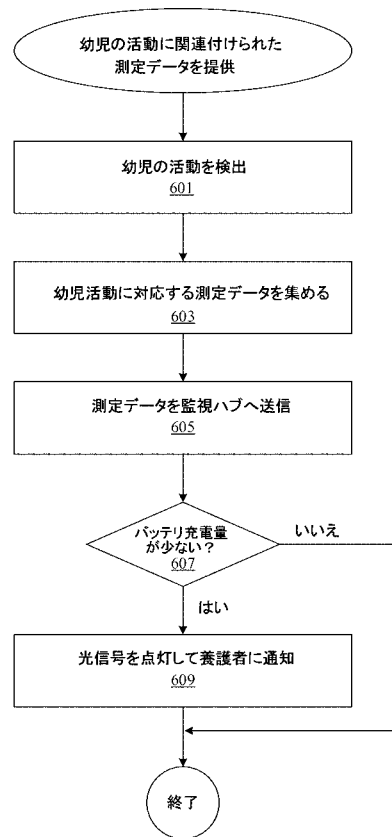 幼児の活動に関連付けられた
測定データを提供
幼児の活動を検出
601
幼児活動に対応する測定データを集める
603
測定データを監視ハブへ送信
605
バッテリ充電量
が少ない?
607
いいえ
はい
光信号を点灯して養護者に通知
609
終了